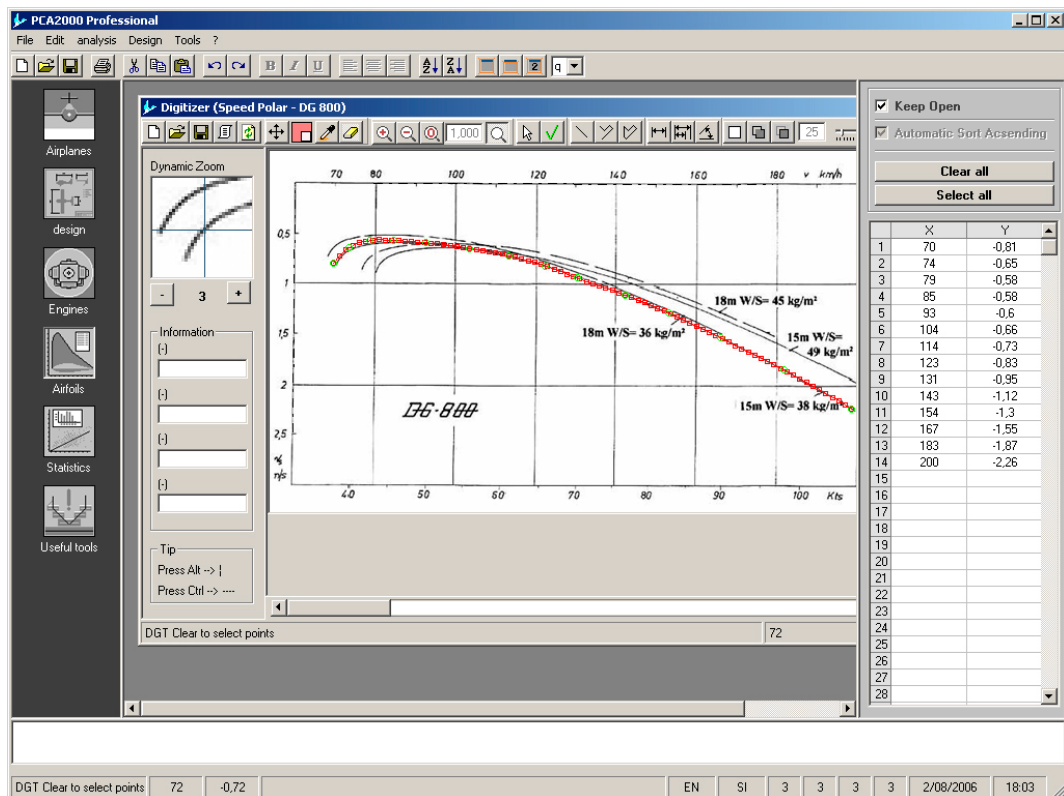 PCA2000 Professional
File Edit analysis Design Tools ?
B I U A Z Z A 2 q
Airplanes
design
Engines
Airfoils
Statistics
Useful tools
Digitizer (Speed Polar - DG 800)
1,000 25
Dynamic Zoom
- 3 +
Information
(-)
(-)
(-)
(-)
Tip
Press Alt --> ¦
Press Ctrl --> ----
70 80 100 120 140 160 180 v km/h
0,5
1
1,5
2
2,5
m/s
18m W/S= 45 kg/m²
18m W/S= 36 kg/m²
15m W/S=
49 kg/m²
15m W/S= 38 kg/m²
DG-800
40 50 60 70 80 90 100 Kts
DGT Clear to select points 72
Keep Open
Automatic Sort Acsending
Clear all
Select all
X Y
1 70 -0,81
2 74 -0,65
3 79 -0,58
4 85 -0,58
5 93 -0,6
6 104 -0,66
7 114 -0,73
8 123 -0,83
9 131 -0,95
10 143 -1,12
11 154 -1,3
12 167 -1,55
13 183 -1,87
14 200 -2,26
15
16
17
18
19
20
21
22
23
24
25
26
27
28
DGT Clear to select points 72 -0,72 EN SI 3 3 3 3 2/08/2006 18:03